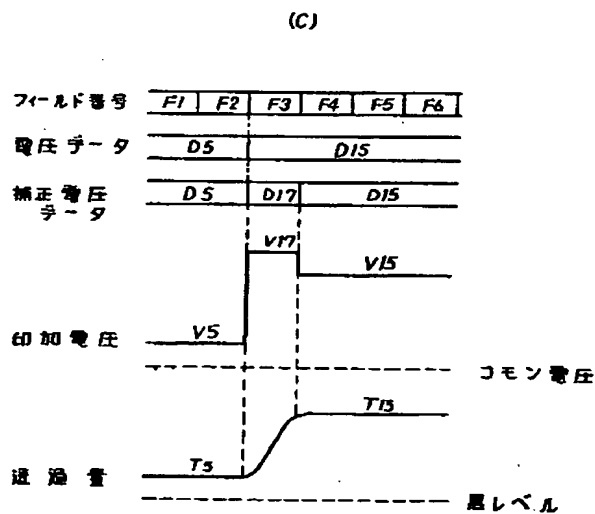 (C)
フィールド番号 F1 F2 F3 F4 F5 F6
電圧データ D5 D15
補正電圧データ D5 D17 D15
V17
V15
印加電圧 V5
コモン電圧
T15
透過量 T5
黒レベル